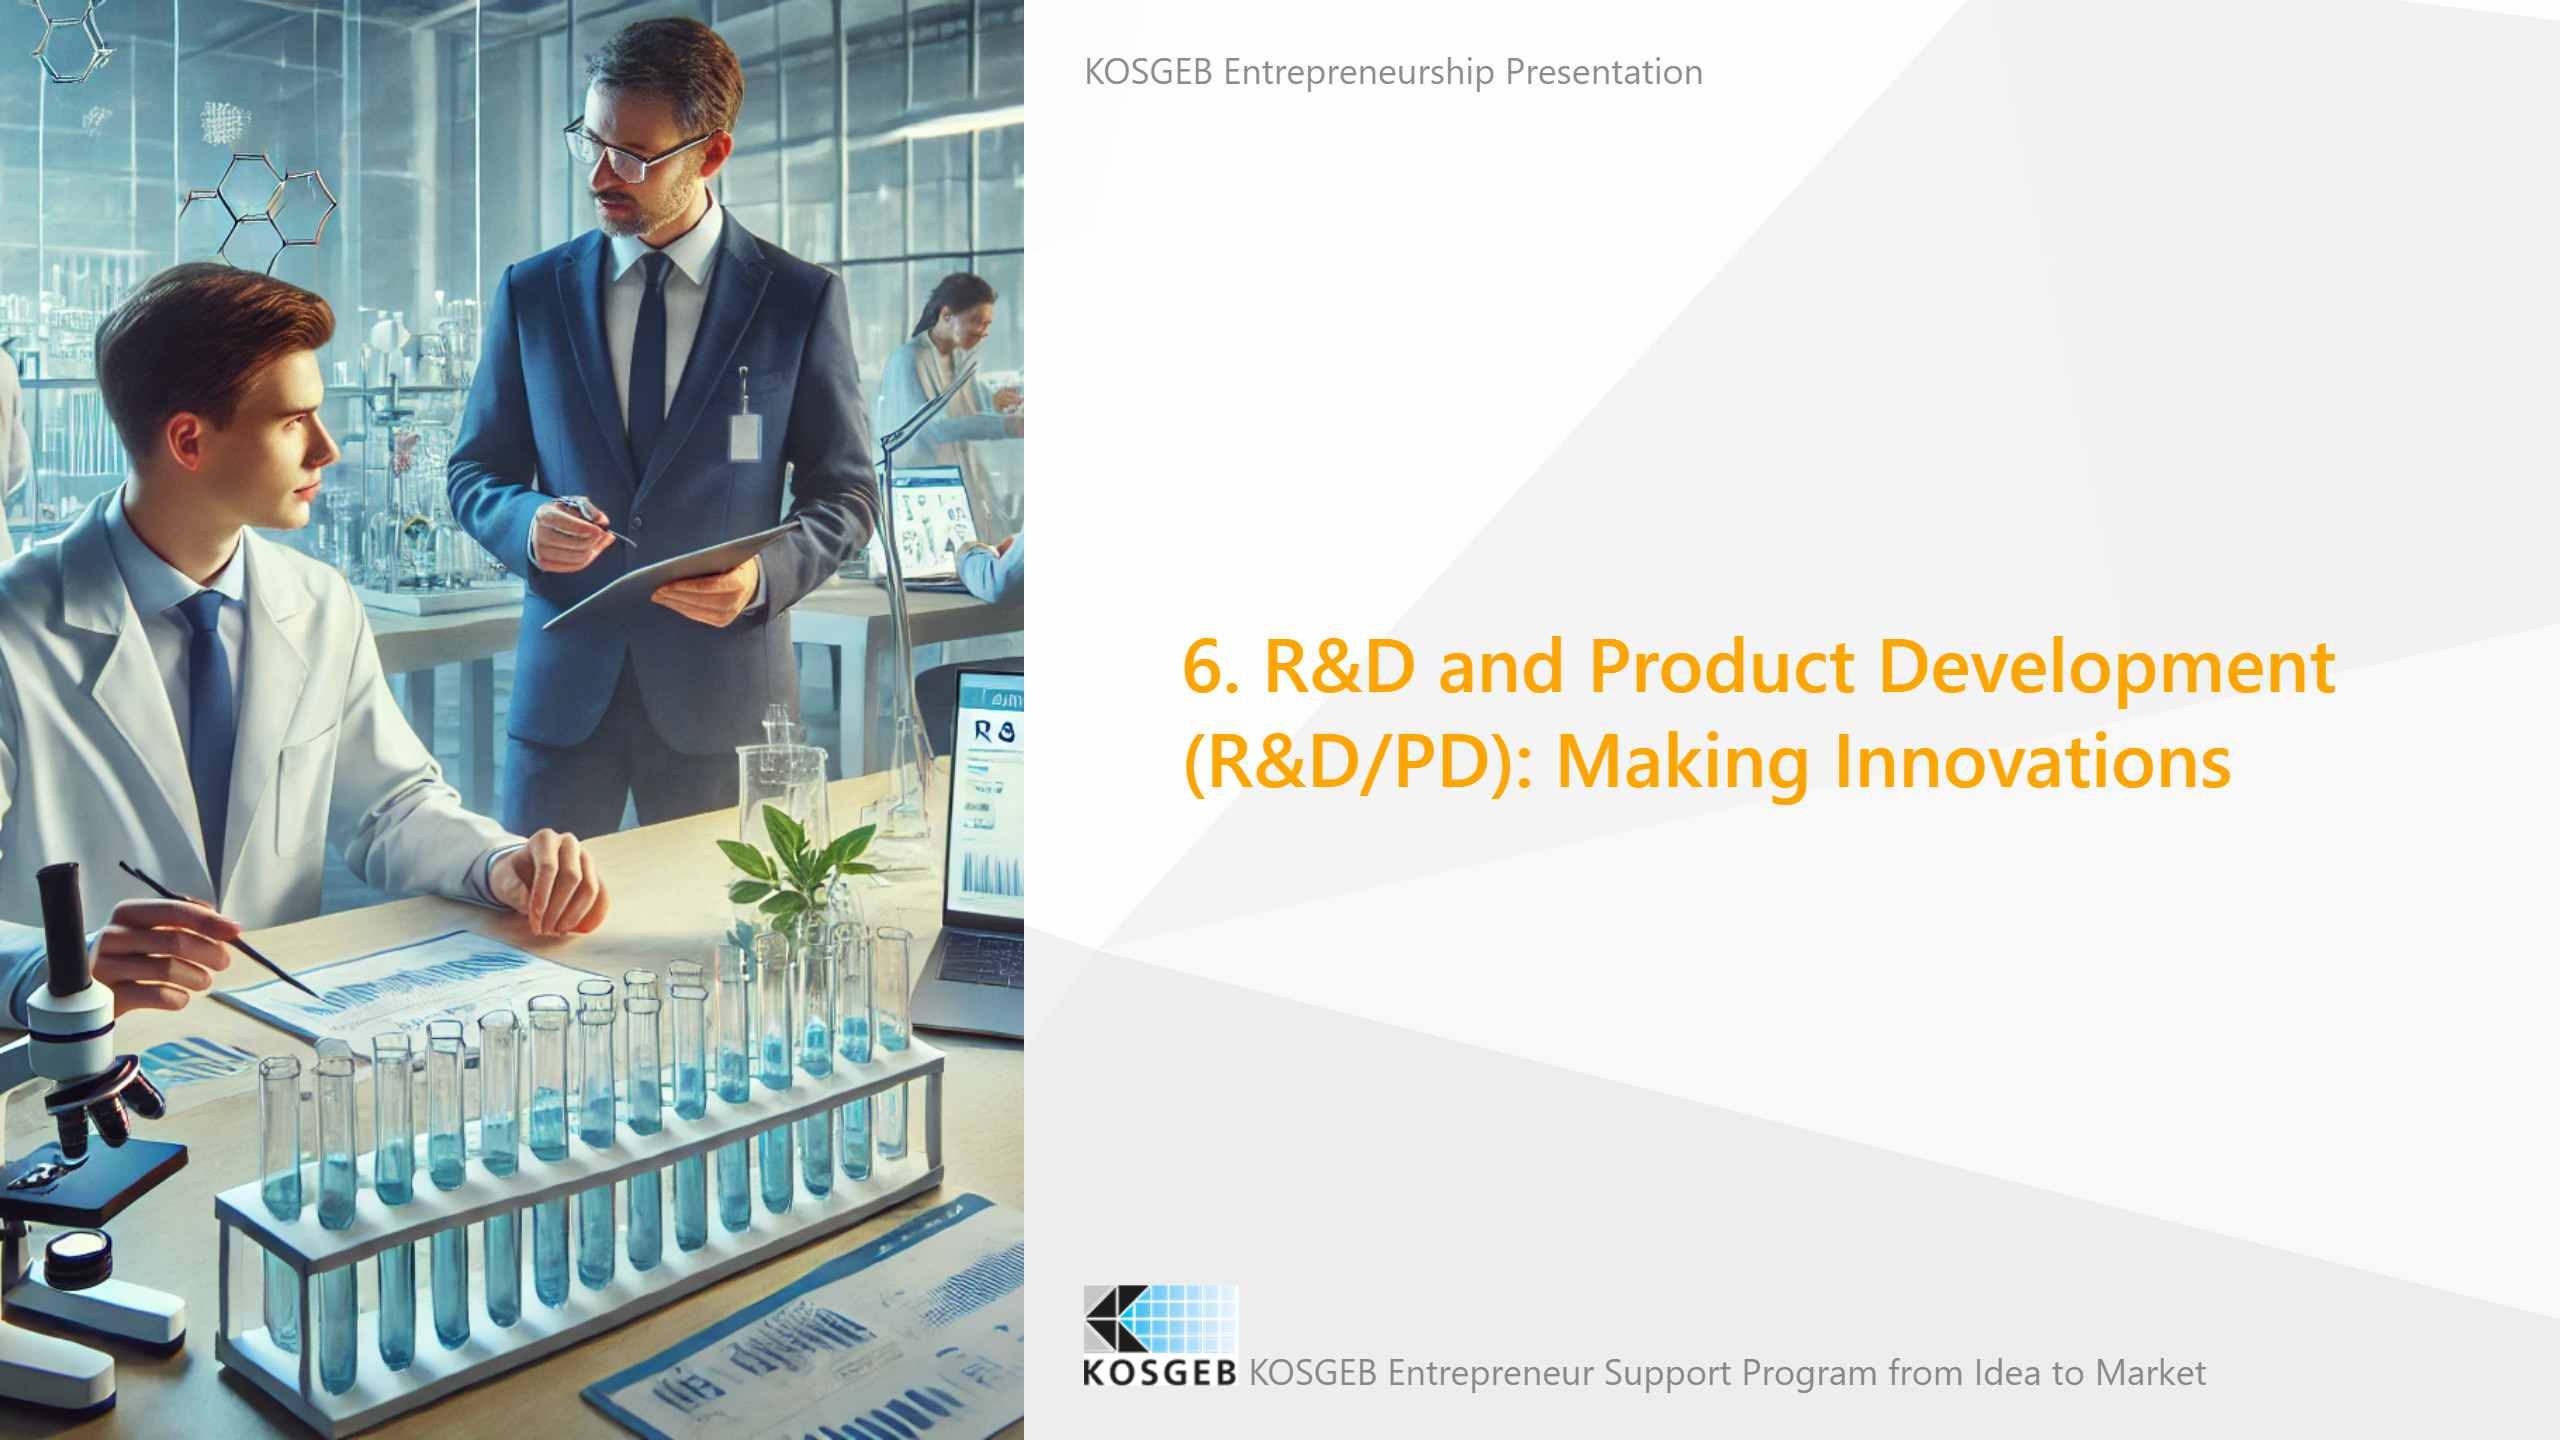 KOSGEB Entrepreneurship Presentation
6. R&D and Product Development
(R&D/PD): Making Innovations
KOSGEB
KOSGEB Entrepreneur Support Program from Idea to Market